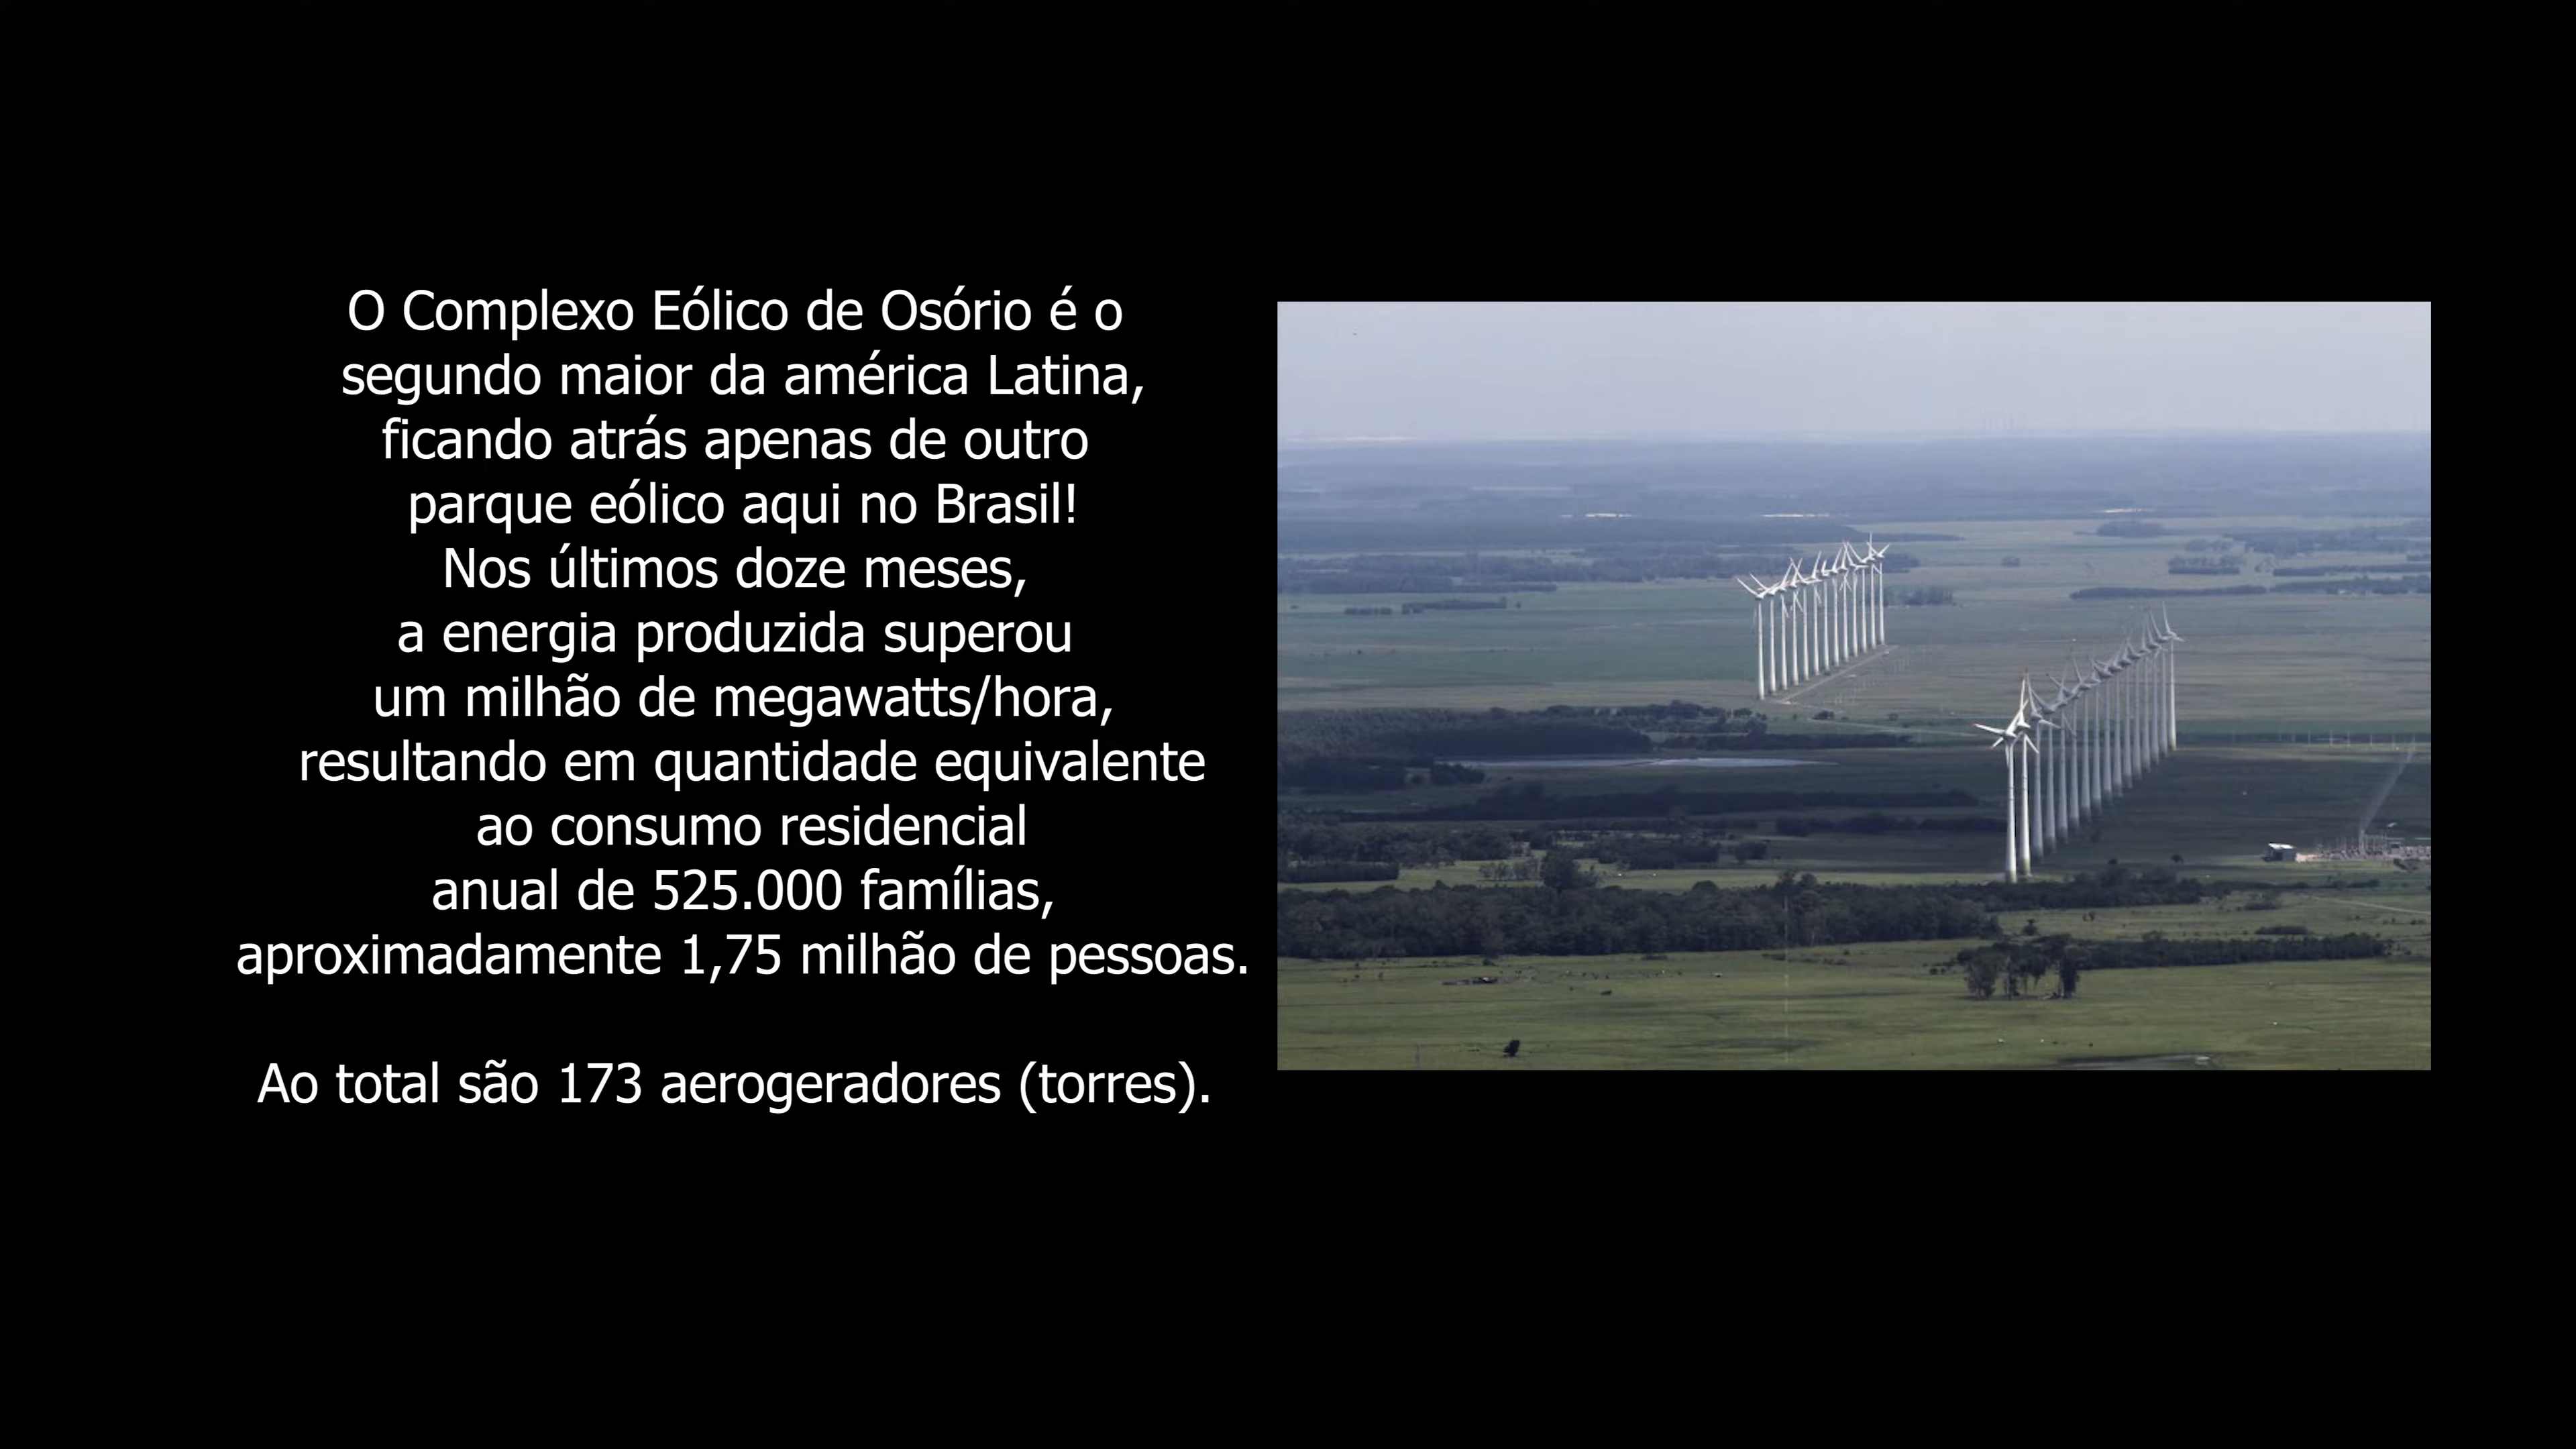 O Complexo Eólico de Osório é o
segundo maior da américa Latina,
ficando atrás apenas de outro
parque eólico aqui no Brasil!
Nos últimos doze meses,
a energia produzida superou
um milhão de megawatts/hora,
resultando em quantidade equivalente
ao consumo residencial
anual de 525.000 famílias,
aproximadamente 1,75 milhão de pessoas.
Ao total são 173 aerogeradores (torres).